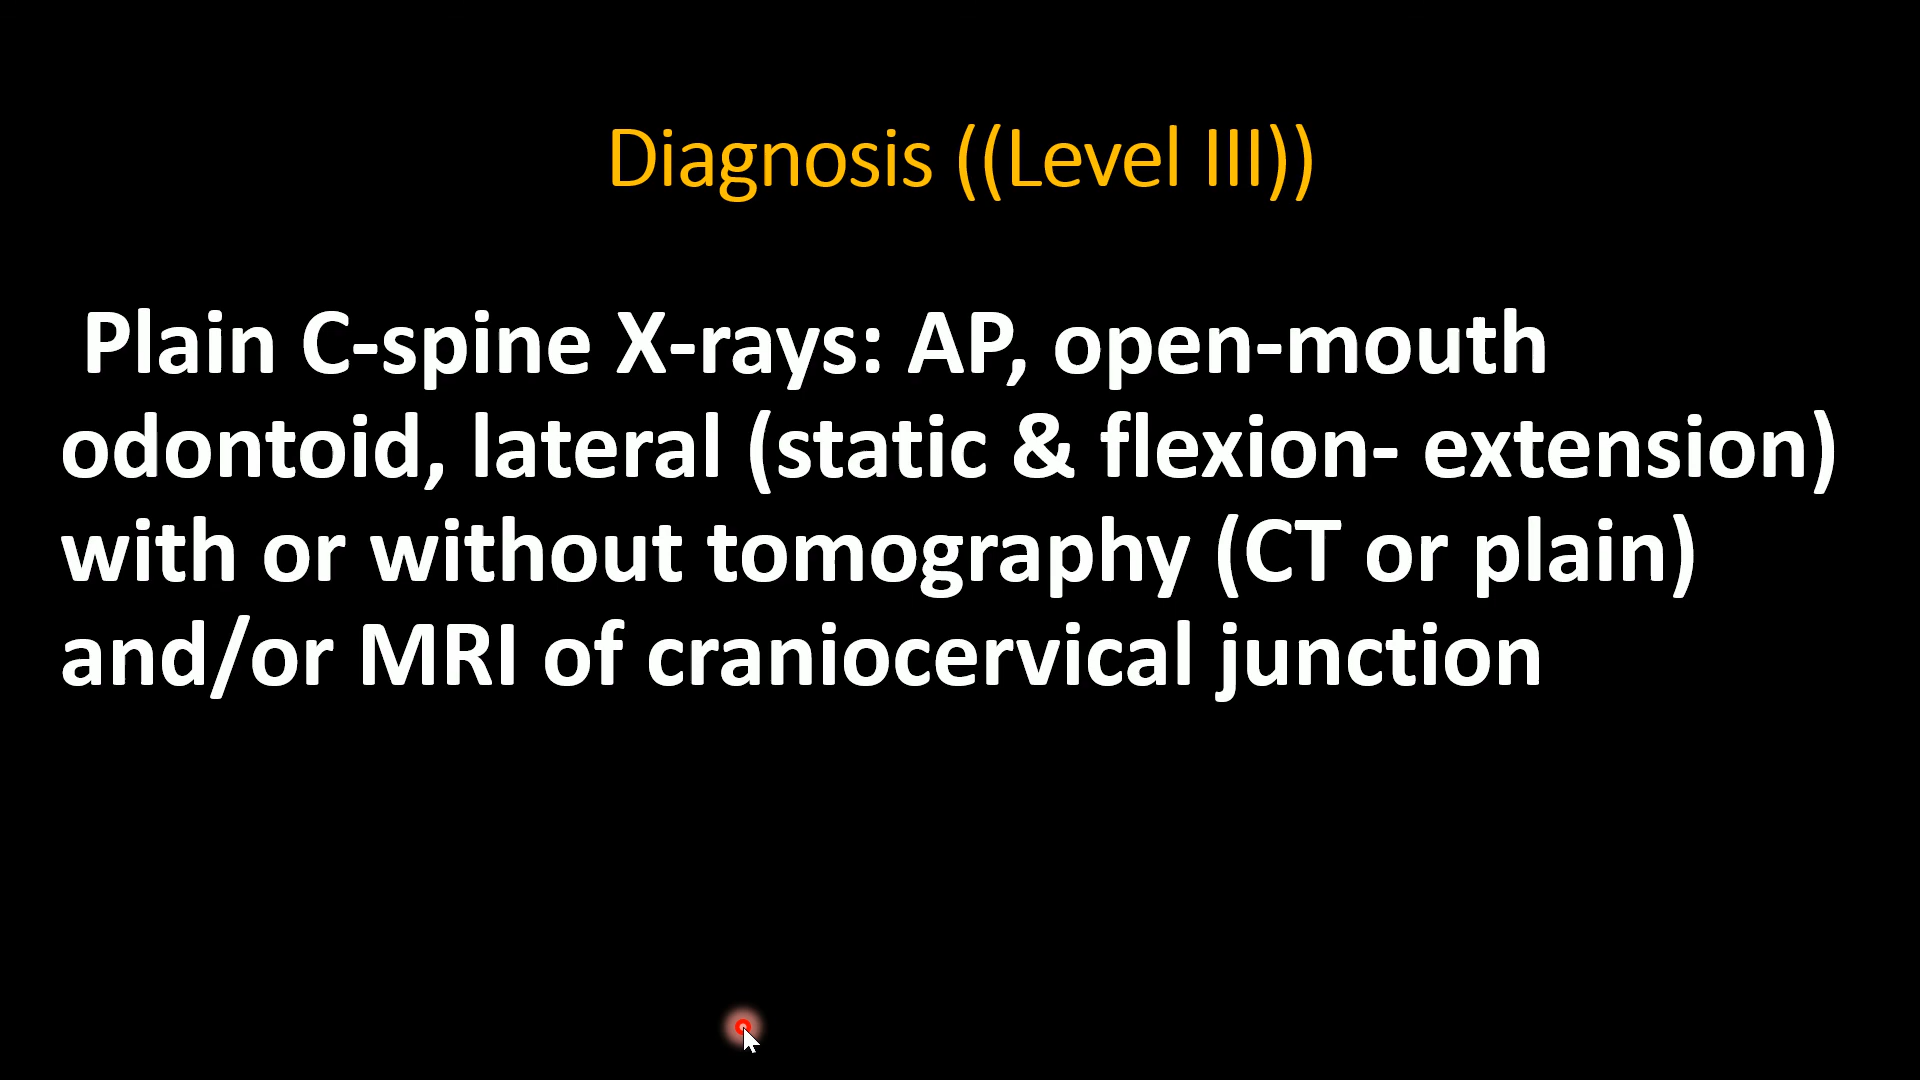 Diagnosis ((Level III))
Plain C-spine X-rays: AP, open-mouth
odontoid, lateral (static & flexion- extension)
with or without tomography (CT or plain)
and/or MRI of craniocervical junction